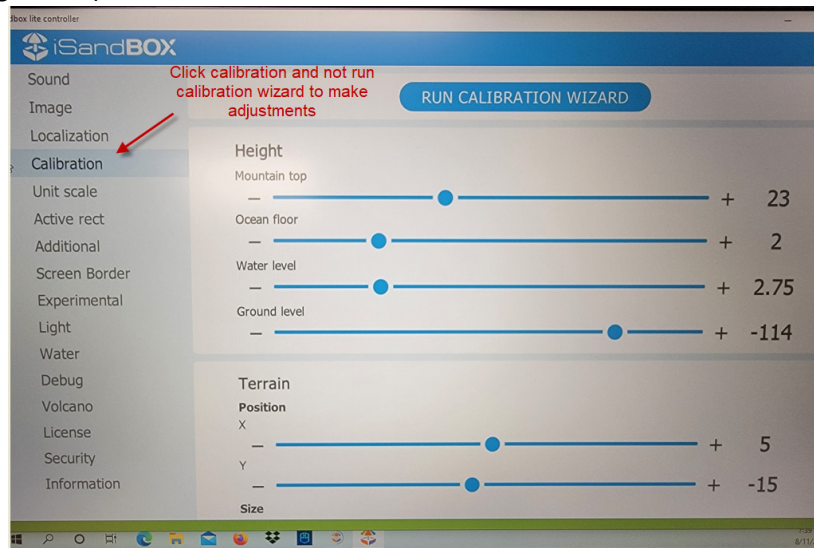 dbox lite controller
iSandBOX
Sound
Image
Localization
Calibration
Unit scale
Active rect
Additional
Screen Border
Experimental
Light
Water
Debug
Volcano
License
Security
Information
Click calibration and not run
calibration wizard to make
adjustments
RUN CALIBRATION WIZARD
Height
Mountain top
— + 23
Ocean floor
— + 2
Water level
— + 2.75
Ground level
— + -114
Terrain
Position
X
— + 5
Y
— + -15
Size